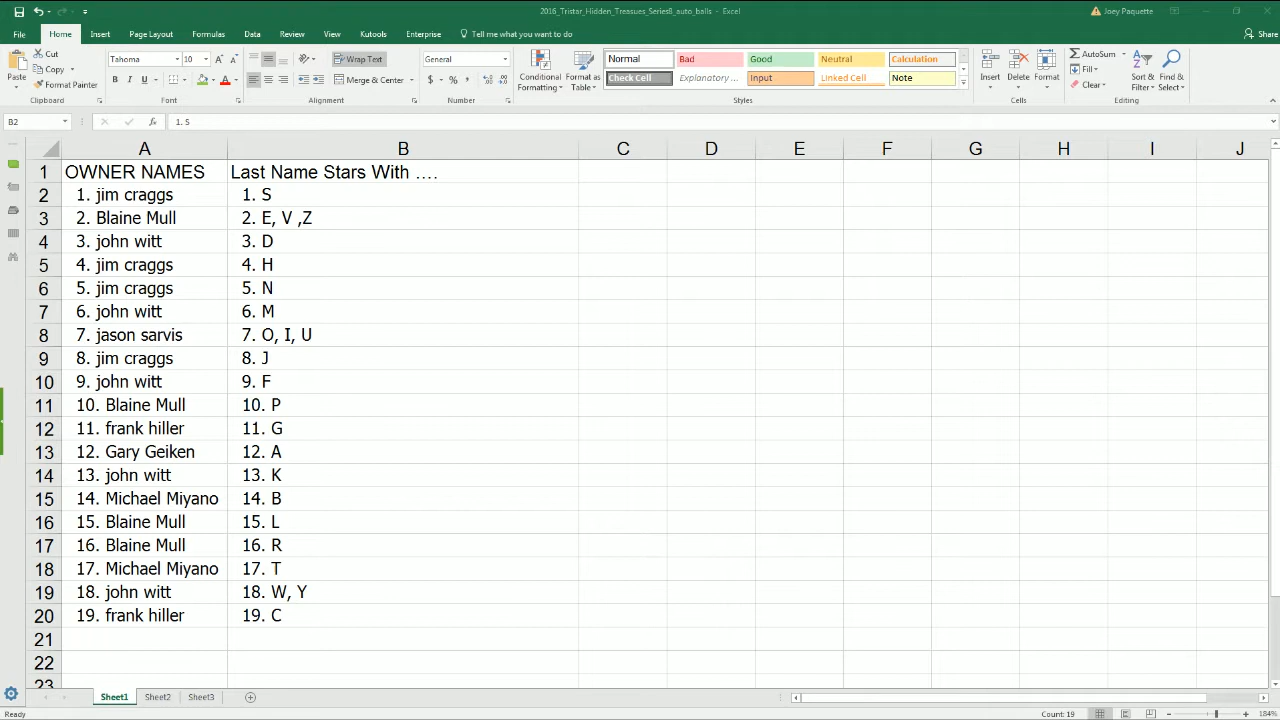 2016_Tristar_Hidden_Treasues_Series8_auto_balls - Excel
Joey Paquette
File Home Insert Page Layout Formulas Data Review View Kutools Enterprise Tell me what you want to do Share
Paste Cut Copy Format Painter Clipboard
Tahoma 10 B I U Font
Wrap Text Merge & Center Alignment
General $ % Number
Conditional Formatting Format as Table
Normal Bad Good Neutral Calculation
Check Cell Explanatory ... Input Linked Cell Note
Styles
Insert Delete Format Cells
AutoSum Fill Clear Sort & Filter Find & Select Editing
B2 fx 1. S
A B C D E F G H I J
1 OWNER NAMES Last Name Stars With ....
2 1. jim craggs 1. S
3 2. Blaine Mull 2. E, V ,Z
4 3. john witt 3. D
5 4. jim craggs 4. H
6 5. jim craggs 5. N
7 6. john witt 6. M
8 7. jason sarvis 7. O, I, U
9 8. jim craggs 8. J
10 9. john witt 9. F
11 10. Blaine Mull 10. P
12 11. frank hiller 11. G
13 12. Gary Geiken 12. A
14 13. john witt 13. K
15 14. Michael Miyano 14. B
16 15. Blaine Mull 15. L
17 16. Blaine Mull 16. R
18 17. Michael Miyano 17. T
19 18. john witt 18. W, Y
20 19. frank hiller 19. C
21
22
23
Sheet1 Sheet2 Sheet3
Ready Count: 19 184%